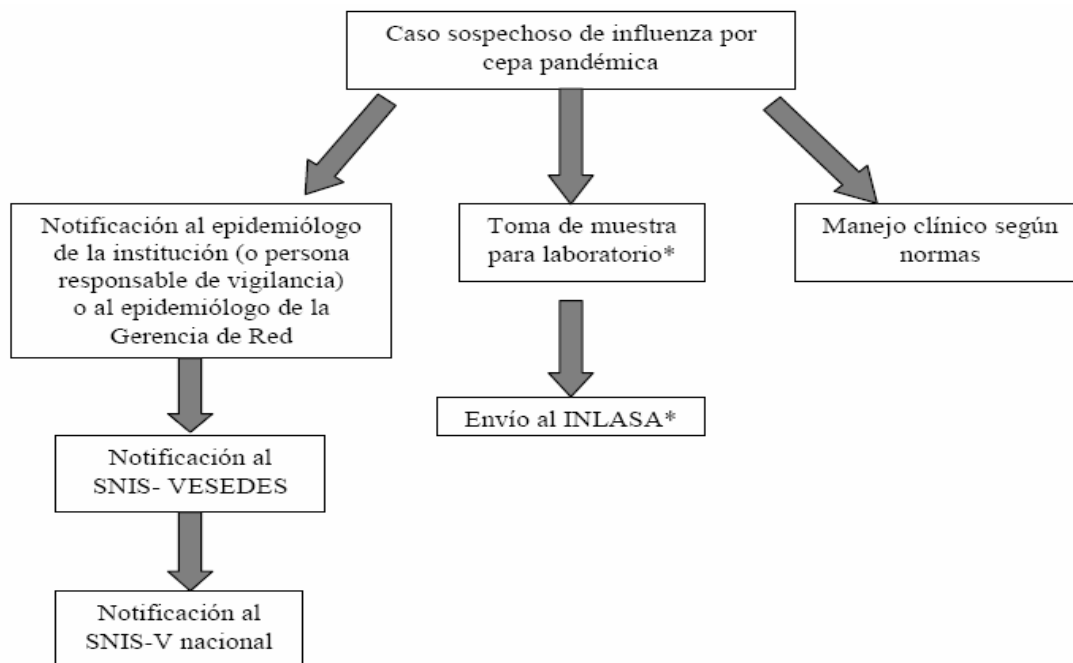 Caso sospechoso de influenza por
cepa pandémica
Notificación al epidemiólogo
de la institución (o persona
responsable de vigilancia)
o al epidemiólogo de la
Gerencia de Red
Toma de muestra
para laboratorio*
Manejo clínico según
normas
Envío al INLASA*
Notificación al
SNIS- VESEDES
Notificación al
SNIS-V nacional